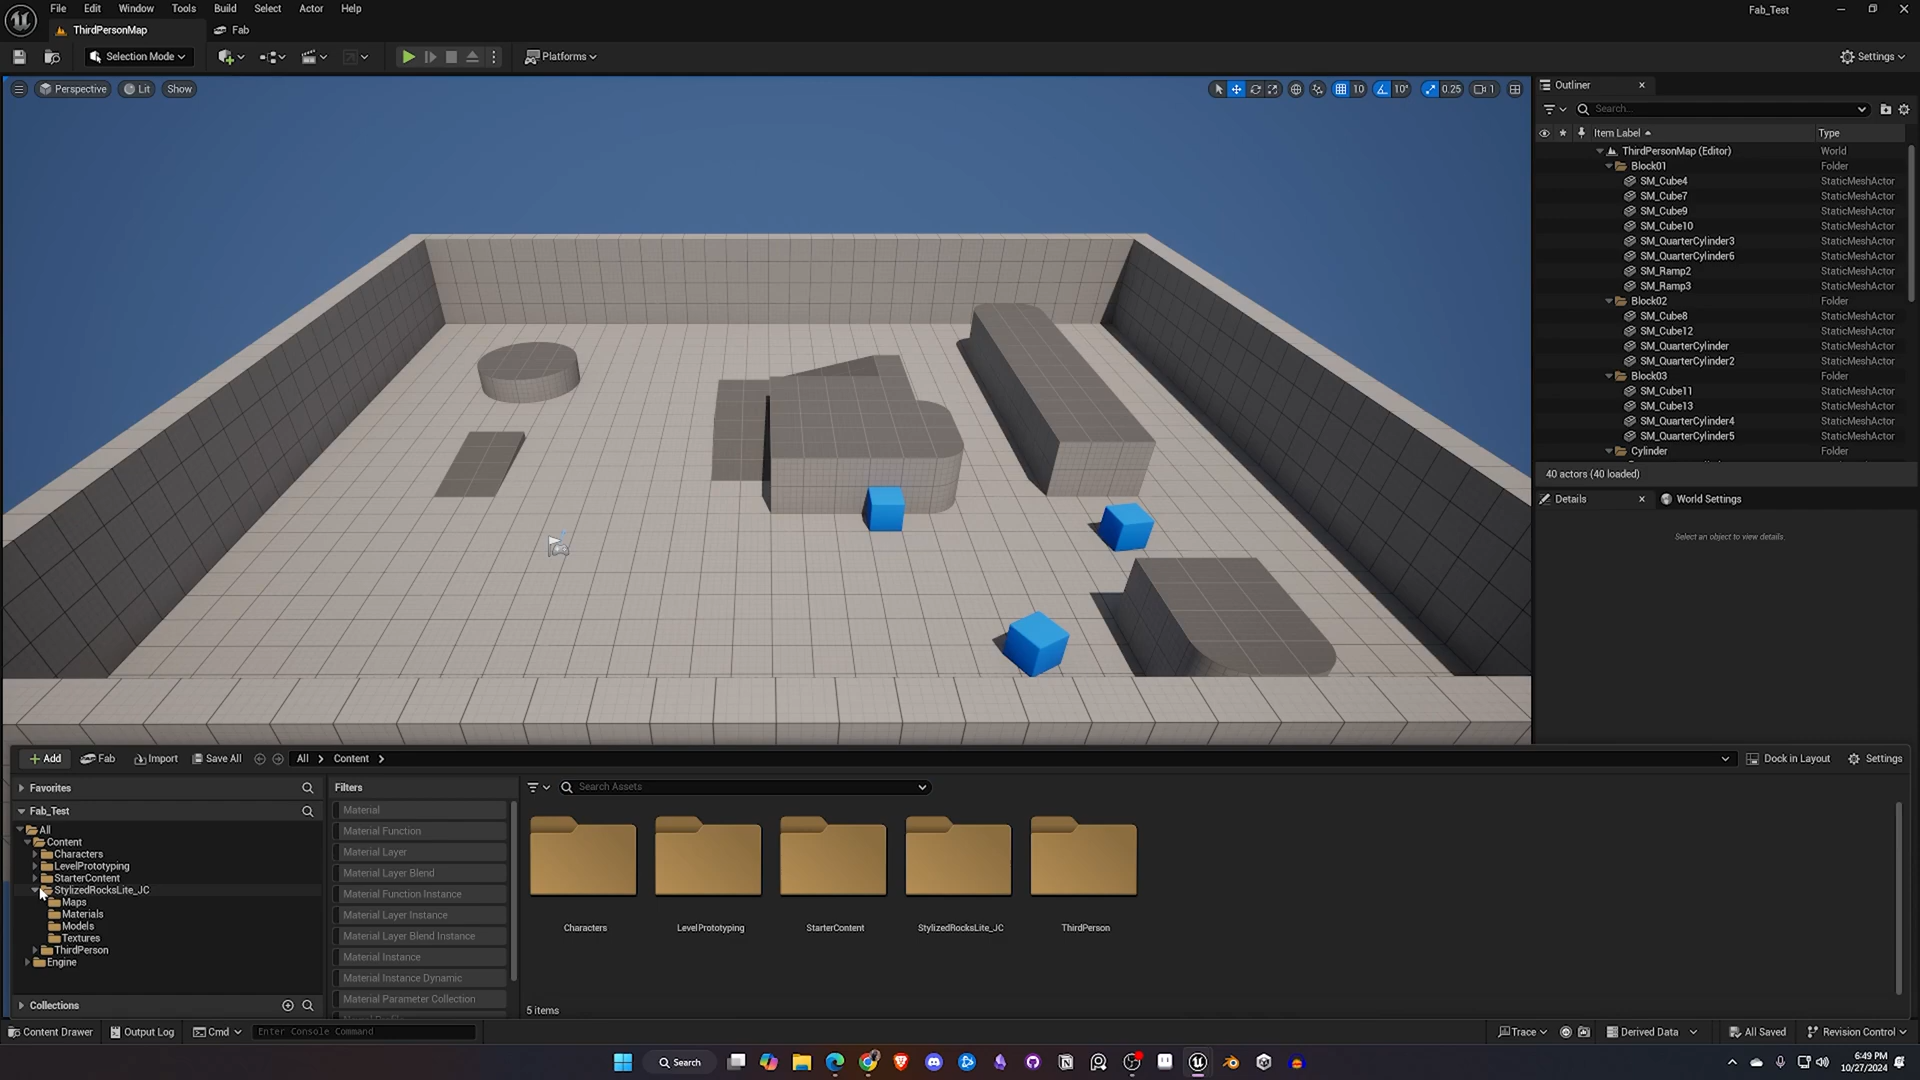 File Edit Window Tools Build Select Actor Help
Fab_Test
ThirdPersonMap
Fab
Selection Mode
Platforms
Settings
Perspective
Lit
Show
10
10°
0.25
1
Outliner
Search...
Item Label
Type
ThirdPersonMap (Editor) World
Block01 Folder
SM_Cube4 StaticMeshActor
SM_Cube7 StaticMeshActor
SM_Cube9 StaticMeshActor
SM_Cube10 StaticMeshActor
SM_QuarterCylinder3 StaticMeshActor
SM_QuarterCylinder6 StaticMeshActor
SM_Ramp2 StaticMeshActor
SM_Ramp3 StaticMeshActor
Block02 Folder
SM_Cube8 StaticMeshActor
SM_Cube12 StaticMeshActor
SM_QuarterCylinder StaticMeshActor
SM_QuarterCylinder2 StaticMeshActor
Block03 Folder
SM_Cube11 StaticMeshActor
SM_Cube13 StaticMeshActor
SM_QuarterCylinder4 StaticMeshActor
SM_QuarterCylinder5 StaticMeshActor
Cylinder Folder
40 actors (40 loaded)
Details
World Settings
Select an object to view details.
Add
Fab
Import
Save All
All
Content
Dock in Layout
Settings
Favorites
Fab_Test
All
Content
Characters
LevelPrototyping
StarterContent
StylizedRocksLite_JC
Maps
Materials
Models
Textures
ThirdPerson
Engine
Collections
Filters
Material
Material Function
Material Layer
Material Layer Blend
Material Function Instance
Material Layer Instance
Material Layer Blend Instance
Material Instance
Material Instance Dynamic
Material Parameter Collection
Search Assets
Characters
LevelPrototyping
StarterContent
StylizedRocksLite_JC
ThirdPerson
5 items
Content Drawer
Output Log
Cmd
Enter Console Command
Trace
Derived Data
All Saved
Revision Control
Search
6:49 PM
10/27/2024